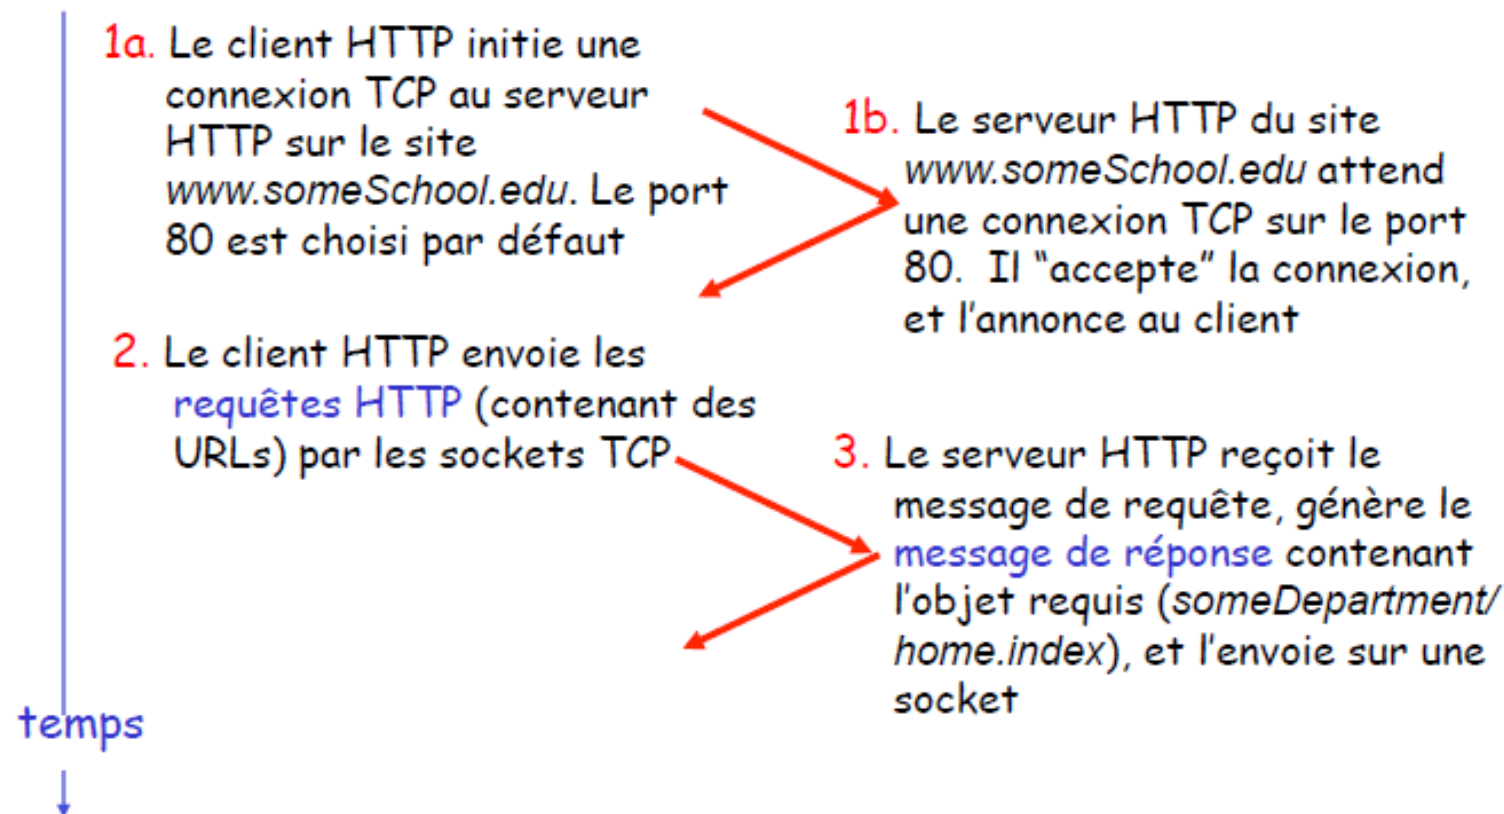 1a. Le client HTTP initie une
connexion TCP au serveur
HTTP sur le site
www.someSchool.edu. Le port
80 est choisi par défaut
1b. Le serveur HTTP du site
www.someSchool.edu attend
une connexion TCP sur le port
80. Il “accepte” la connexion,
et l'annonce au client
2. Le client HTTP envoie les
requêtes HTTP (contenant des
URLs) par les sockets TCP
3. Le serveur HTTP reçoit le
message de requête, génère le
message de réponse contenant
l'objet requis (someDepartment/
home.index), et l'envoie sur une
socket
temps